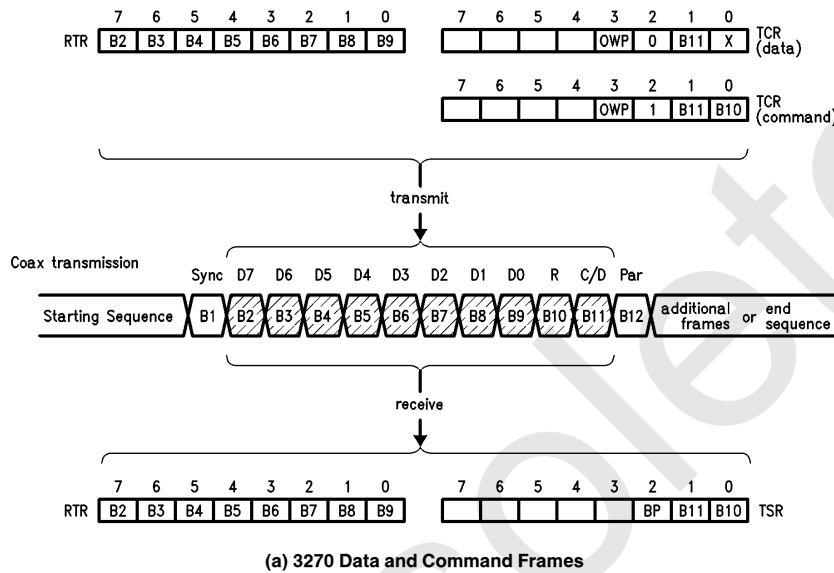 7 6 5 4 3 2 1 0 7 6 5 4 3 2 1 0
RTR B2 B3 B4 B5 B6 B7 B8 B9 OWP 0 B11 X TCR (data)
7 6 5 4 3 2 1 0
OWP 1 B11 B10 TCR (command)
transmit
Coax transmission
Sync D7 D6 D5 D4 D3 D2 D1 D0 R C/D Par
Starting Sequence B1 B2 B3 B4 B5 B6 B7 B8 B9 B10 B11 B12 additional frames or end sequence
receive
7 6 5 4 3 2 1 0 7 6 5 4 3 2 1 0
RTR B2 B3 B4 B5 B6 B7 B8 B9 BP B11 B10 TSR
(a) 3270 Data and Command Frames